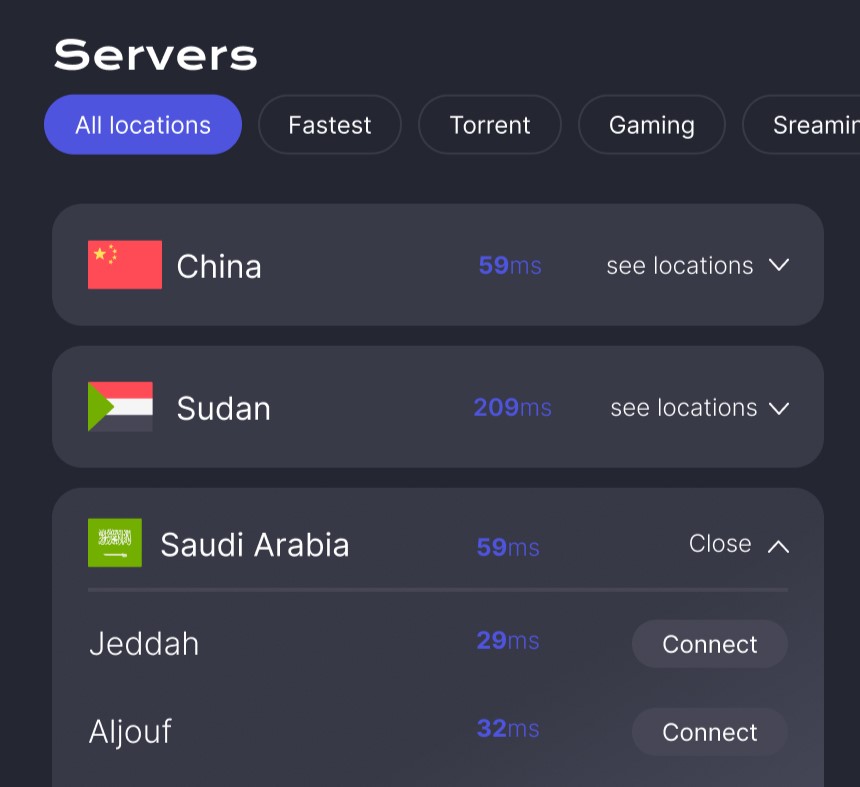 Servers
All locations Fastest Torrent Gaming Sreamin
China 59ms see locations
Sudan 209ms see locations
Saudi Arabia 59ms Close
Jeddah 29ms Connect
Aljouf 32ms Connect